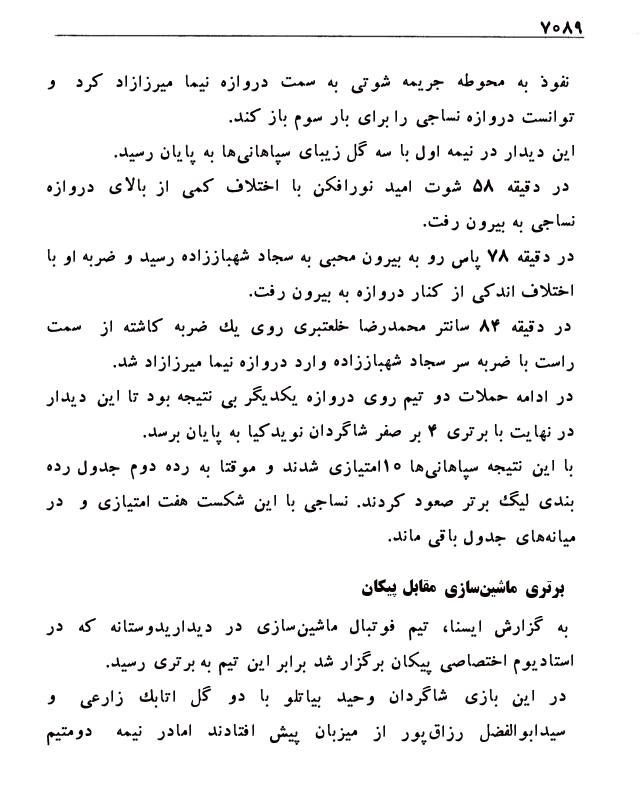 ۷۰۸۹
نفوذ به محوطه جریمه شوتی به سمت دروازه نیما میرزازاد کرد و
توانست دروازه نساجی را برای بار سوم باز کند.
این دیدار در نیمه اول با سه گل زیبای سپاهانی‌ها به پایان رسید.
در دقیقه ۵۸ شوت امید نورافکن با اختلاف کمی از بالای دروازه
نساجی به بیرون رفت.
در دقیقه ۷۸ پاس رو به بیرون محبی به سجاد شهباززاده رسید و ضربه او با
اختلاف اندکی از کنار دروازه به بیرون رفت.
در دقیقه ۸۴ سانتر محمدرضا خلعتبری روی یك ضربه کاشته از سمت
راست با ضربه سر سجاد شهباززاده وارد دروازه نیما میرزازاد شد.
در ادامه حملات دو تیم روی دروازه یکدیگر بی نتیجه بود تا این دیدار
در نهایت با برتری ۴ بر صفر شاگردان نویدکیا به پایان برسد.
با این نتیجه سپاهانی‌ها ۱۰امتیازی شدند و موقتا به رده دوم جدول رده
بندی لیگ برتر صعود کردند. نساجی با این شکست هفت امتیازی و در
میانه‌های جدول باقی ماند.
برتری ماشین‌سازی مقابل پیکان
به گزارش ایسنا، تیم فوتبال ماشین‌سازی در دیداریدوستانه که در
استادیوم اختصاصی پیکان برگزار شد برابر این تیم به برتری رسید.
در این بازی شاگردان وحید بیاتلو با دو گل اتابك زارعی و
سیدابوالفضل رزاق‌پور از میزبان پیش افتادند امادر نیمه دومتیم